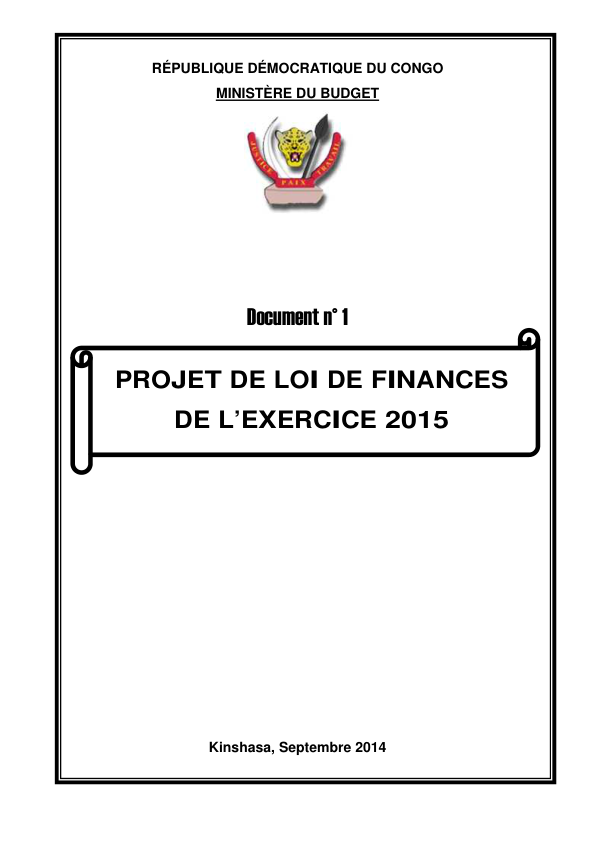 RÉPUBLIQUE DÉMOCRATIQUE DU CONGO
MINISTÈRE DU BUDGET
JUSTICE PAIX TRAVAIL
Document n° 1
PROJET DE LOI DE FINANCES
DE L’EXERCICE 2015
Kinshasa, Septembre 2014